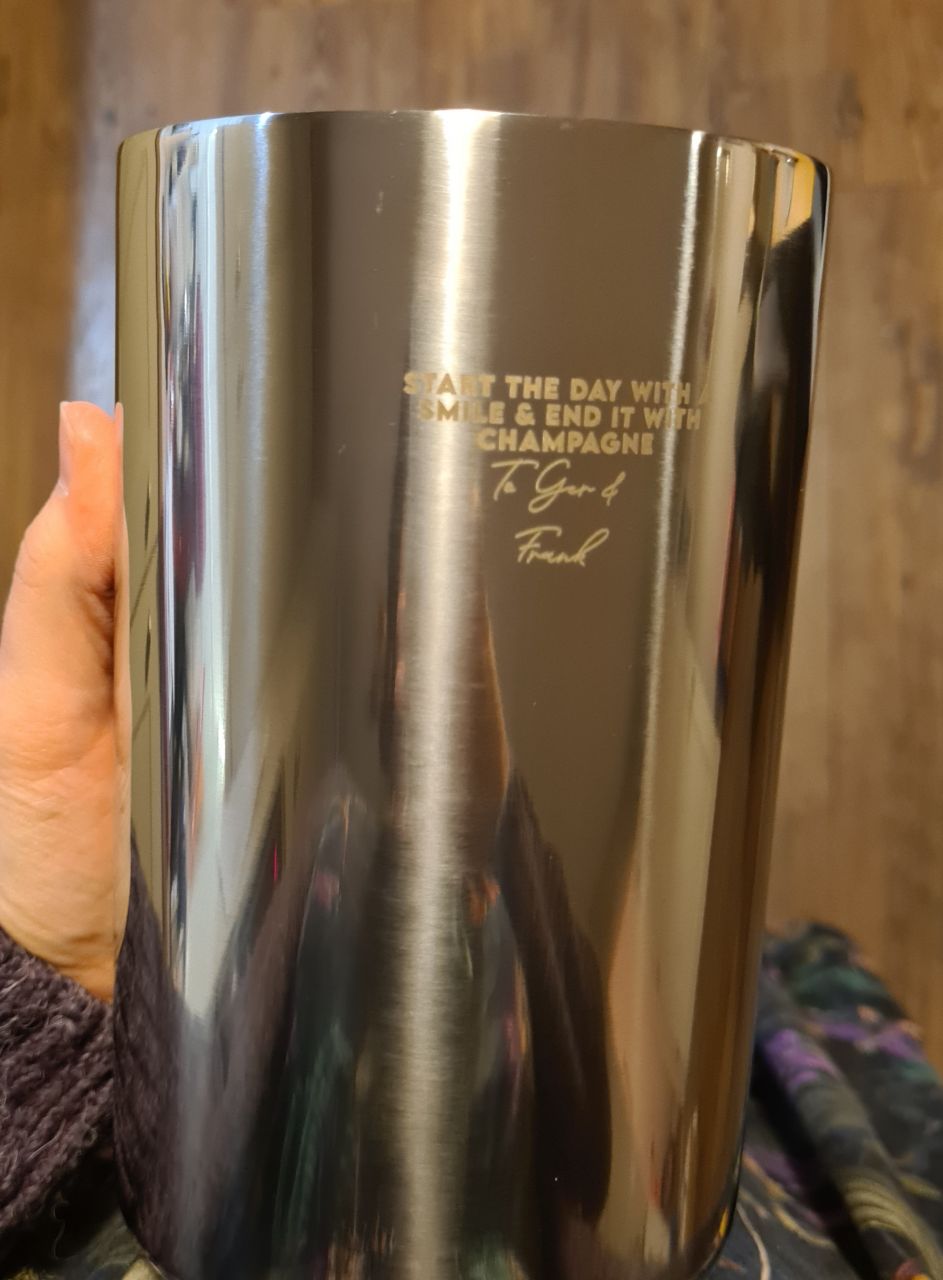 START THE DAY WITH A
SMILE & END IT WITH
CHAMPAGNE
To Ger &
Frank